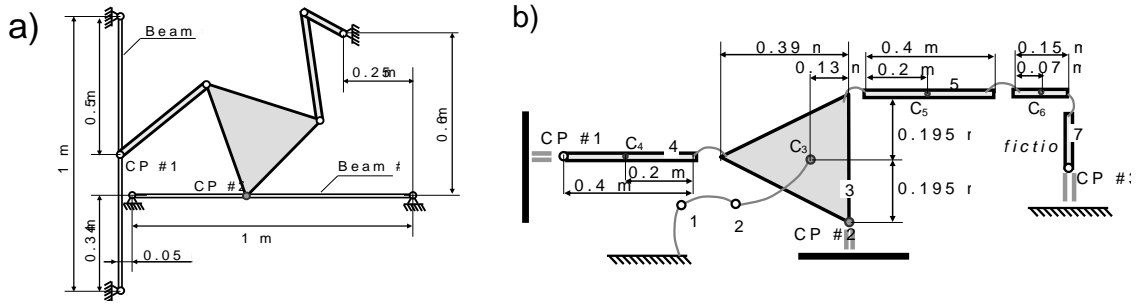 a)
Beam
0.25m
0.5m
1 m
0.6m
CP #1
CP #2
Beam #
0.34m
1 m
0.05
b)
0.39 m
0.4 m
0.15 m
0.13 m
0.2 m
0.07 m
5
C5
C6
CP #1
C4
4
0.195 m
7
C3
fictio
0.2 m
0.4 m
3
0.195 m
CP #3
1
2
CP #2